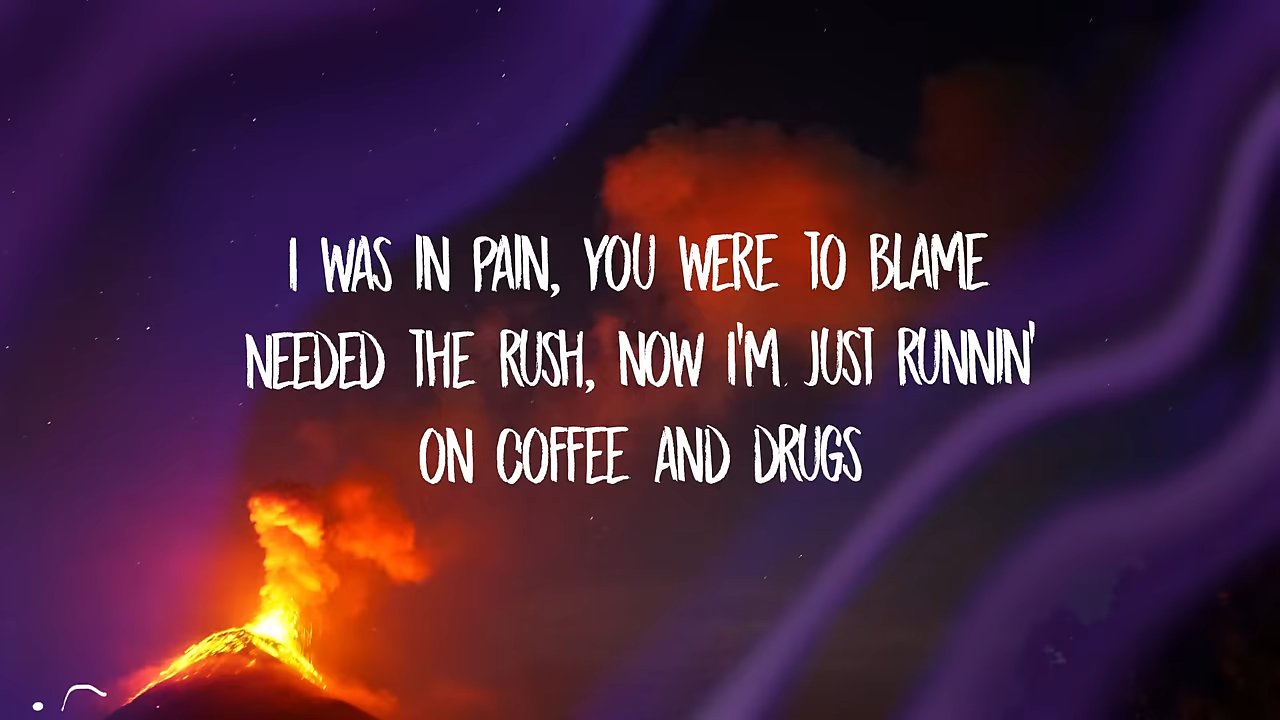 I WAS IN PAIN, YOU WERE TO BLAME
NEEDED THE RUSH, NOW I'M JUST RUNNIN'
ON COFFEE AND DRUGS